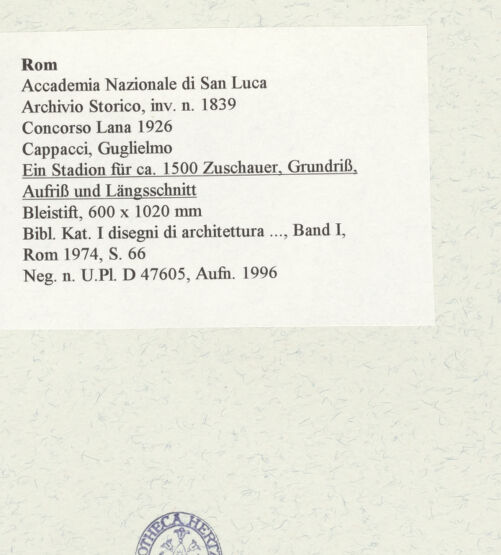 Rom
Accademia Nazionale di San Luca
Archivio Storico, inv. n. 1839
Concorso Lana 1926
Cappacci, Guglielmo
Ein Stadion für ca. 1500 Zuschauer, Grundriß,
Aufriß und Längsschnitt
Bleistift, 600 x 1020 mm
Bibl. Kat. I disegni di architettura ..., Band I,
Rom 1974, S. 66
Neg. n. U.Pl. D 47605, Aufn. 1996
OTHECA HERT